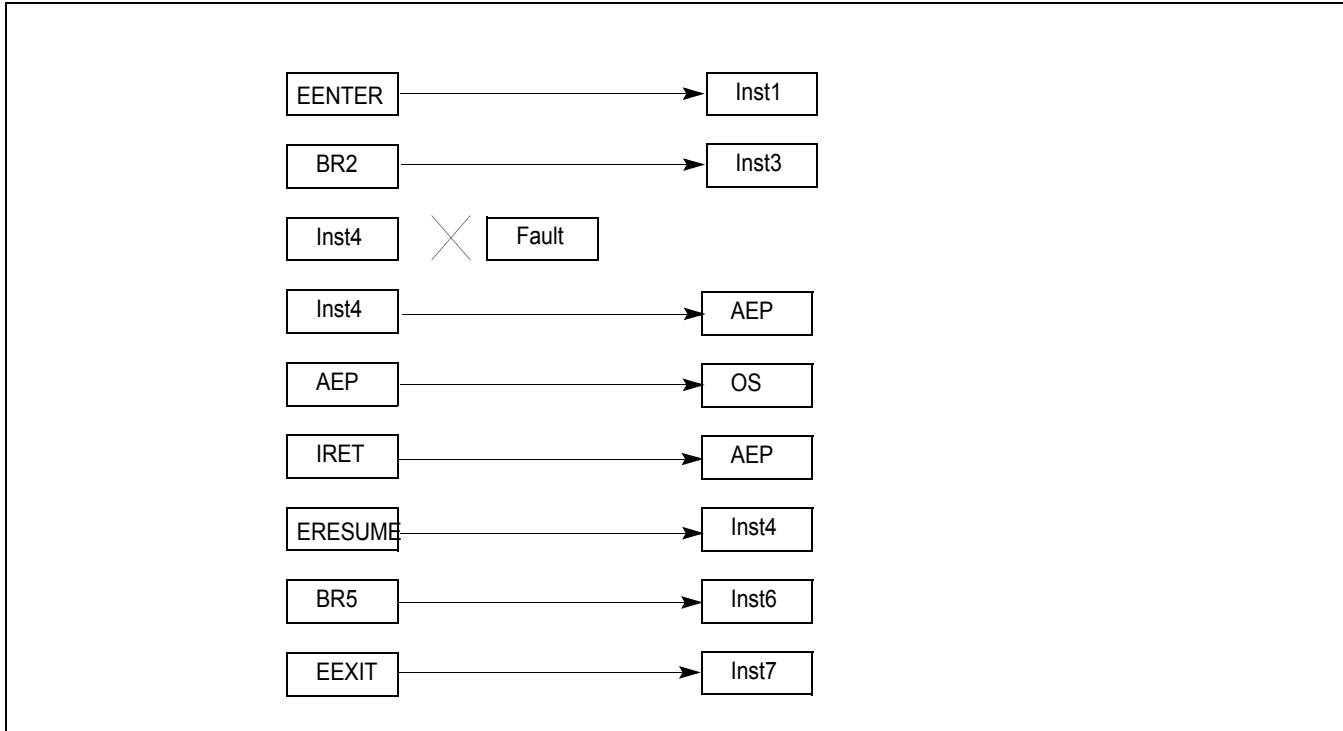 EENTER Inst1
BR2 Inst3
Inst4 Fault
Inst4 AEP
AEP OS
IRET AEP
ERESUME Inst4
BR5 Inst6
EEXIT Inst7